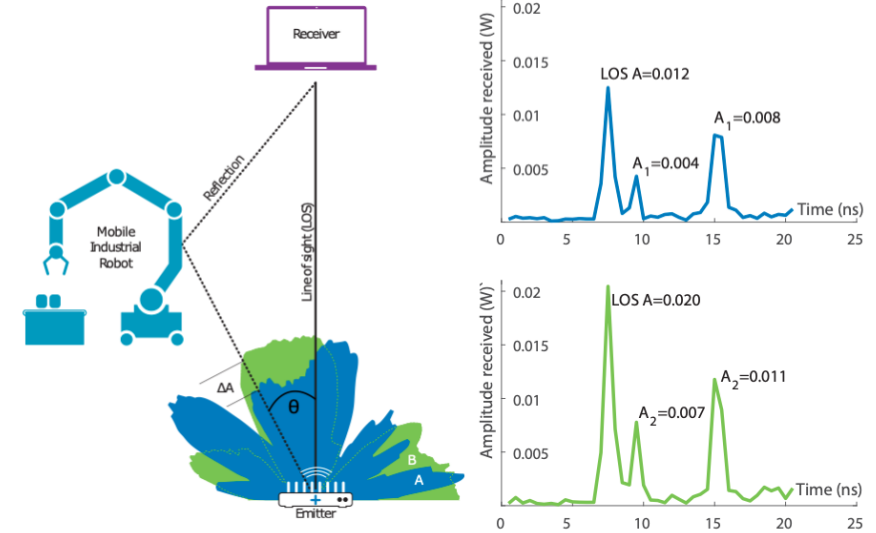 Receiver
Reflection
Line of sight (LOS)
Mobile
Industrial
Robot
ΔA
θ
B
A
Emitter
Amplitude received (W)
0.02
0.015
0.01
0.005
LOS A=0.012
A1=0.004
A1=0.008
Time (ns)
0 5 10 15 20 25
Amplitude received (W)
0.02
0.015
0.01
0.005
LOS A=0.020
A2=0.007
A2=0.011
Time (ns)
0 5 10 15 20 25